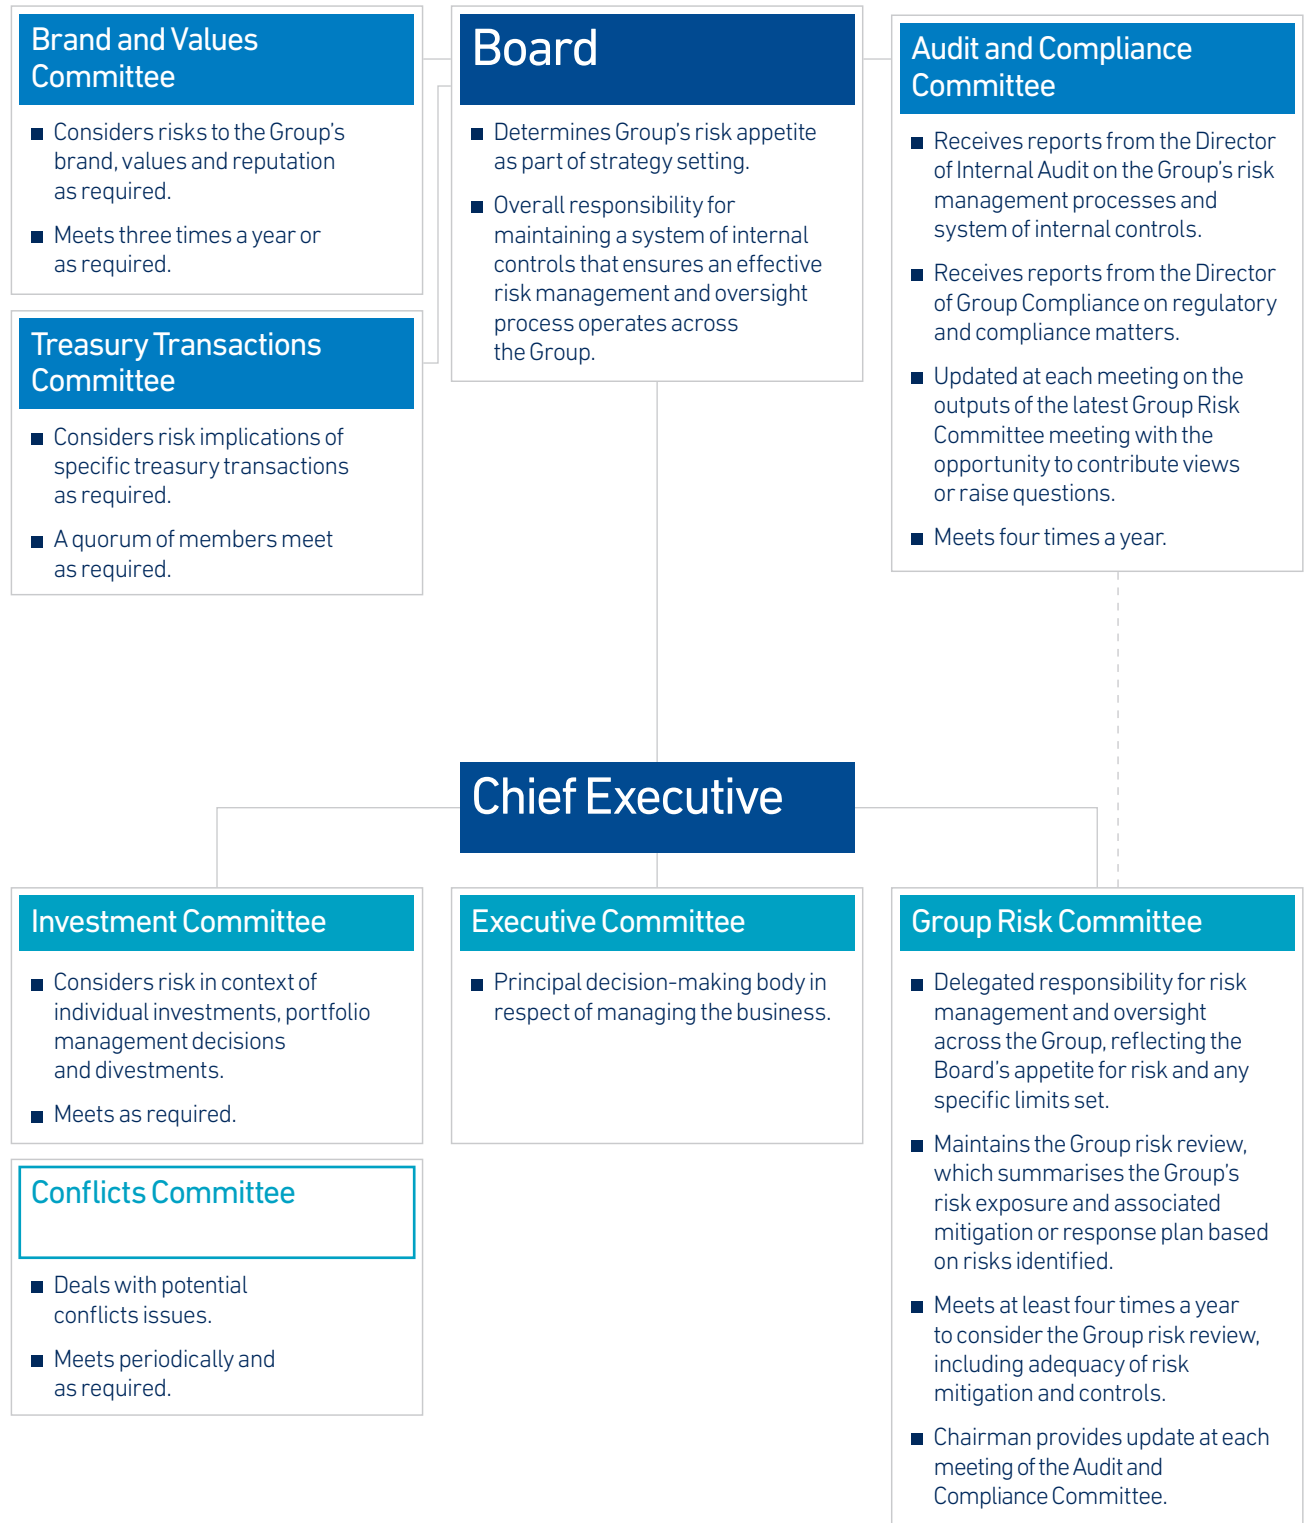 Brand and Values
Committee
Considers risks to the Group's
brand, values and reputation
as required.
Meets three times a year or
as required.
Treasury Transactions
Committee
Considers risk implications of
specific treasury transactions
as required.
A quorum of members meet
as required.
Board
Determines Group's risk appetite
as part of strategy setting.
Overall responsibility for
maintaining a system of internal
controls that ensures an effective
risk management and oversight
process operates across
the Group.
Audit and Compliance
Committee
Receives reports from the Director
of Internal Audit on the Group's risk
management processes and
system of internal controls.
Receives reports from the Director
of Group Compliance on regulatory
and compliance matters.
Updated at each meeting on the
outputs of the latest Group Risk
Committee meeting with the
opportunity to contribute views
or raise questions.
Meets four times a year.
Chief Executive
Investment Committee
Considers risk in context of
individual investments, portfolio
management decisions
and divestments.
Meets as required.
Conflicts Committee
Deals with potential
conflicts issues.
Meets periodically and
as required.
Executive Committee
Principal decision-making body in
respect of managing the business.
Group Risk Committee
Delegated responsibility for risk
management and oversight
across the Group, reflecting the
Board's appetite for risk and any
specific limits set.
Maintains the Group risk review,
which summarises the Group's
risk exposure and associated
mitigation or response plan based
on risks identified.
Meets at least four times a year
to consider the Group risk review,
including adequacy of risk
mitigation and controls.
Chairman provides update at each
meeting of the Audit and
Compliance Committee.